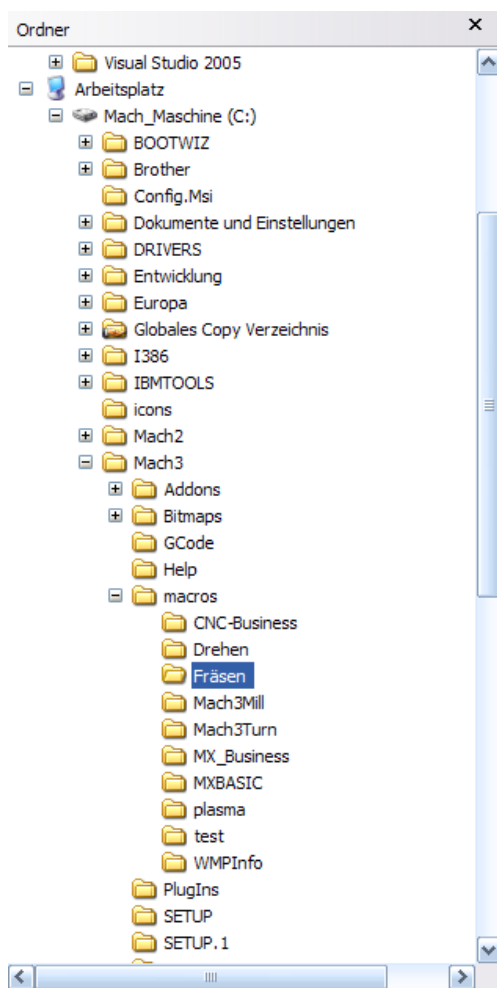 Ordner
Visual Studio 2005
Arbeitsplatz
Mach_Maschine (C:)
BOOTWIZ
Brother
Config.Msi
Dokumente und Einstellungen
DRIVERS
Entwicklung
Europa
Globales Copy Verzeichnis
I386
IBMTOOLS
icons
Mach2
Mach3
Addons
Bitmaps
GCode
Help
macros
CNC-Business
Drehen
Fräsen
Mach3Mill
Mach3Turn
MX_Business
MXBASIC
plasma
test
WMPInfo
PlugIns
SETUP
SETUP.1